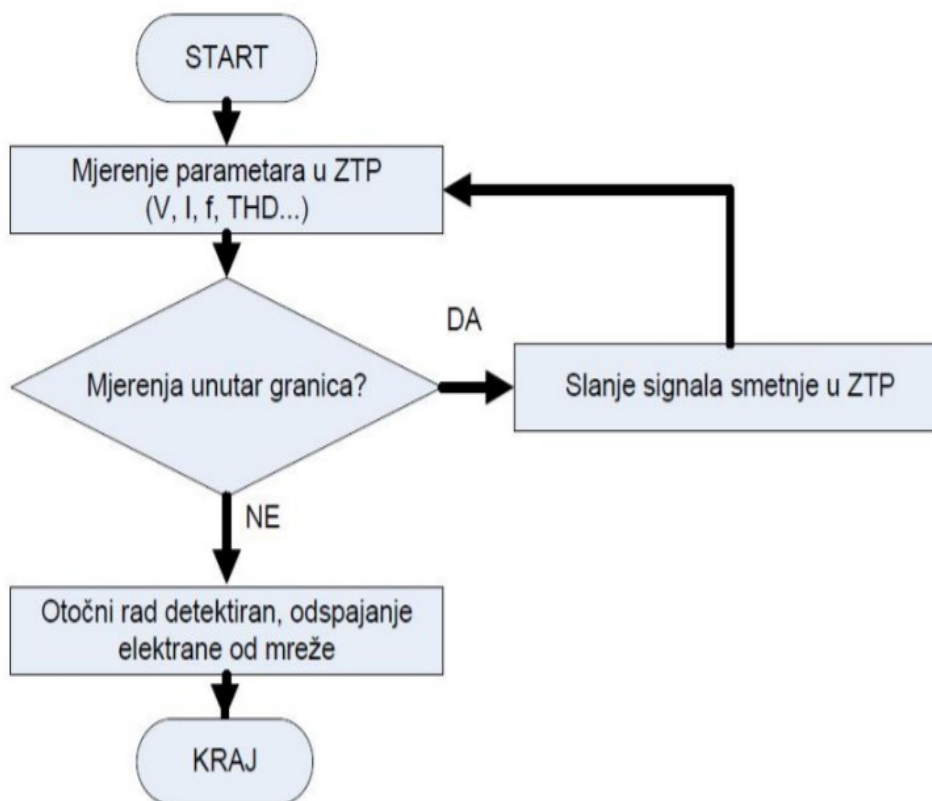 START
Mjerenje parametara u ZTP
(V, I, f, THD...)
DA
Mjerenja unutar granica?
Slanje signala smetnje u ZTP
NE
Otočni rad detektiran, odspajanje
elektrane od mreže
KRAJ